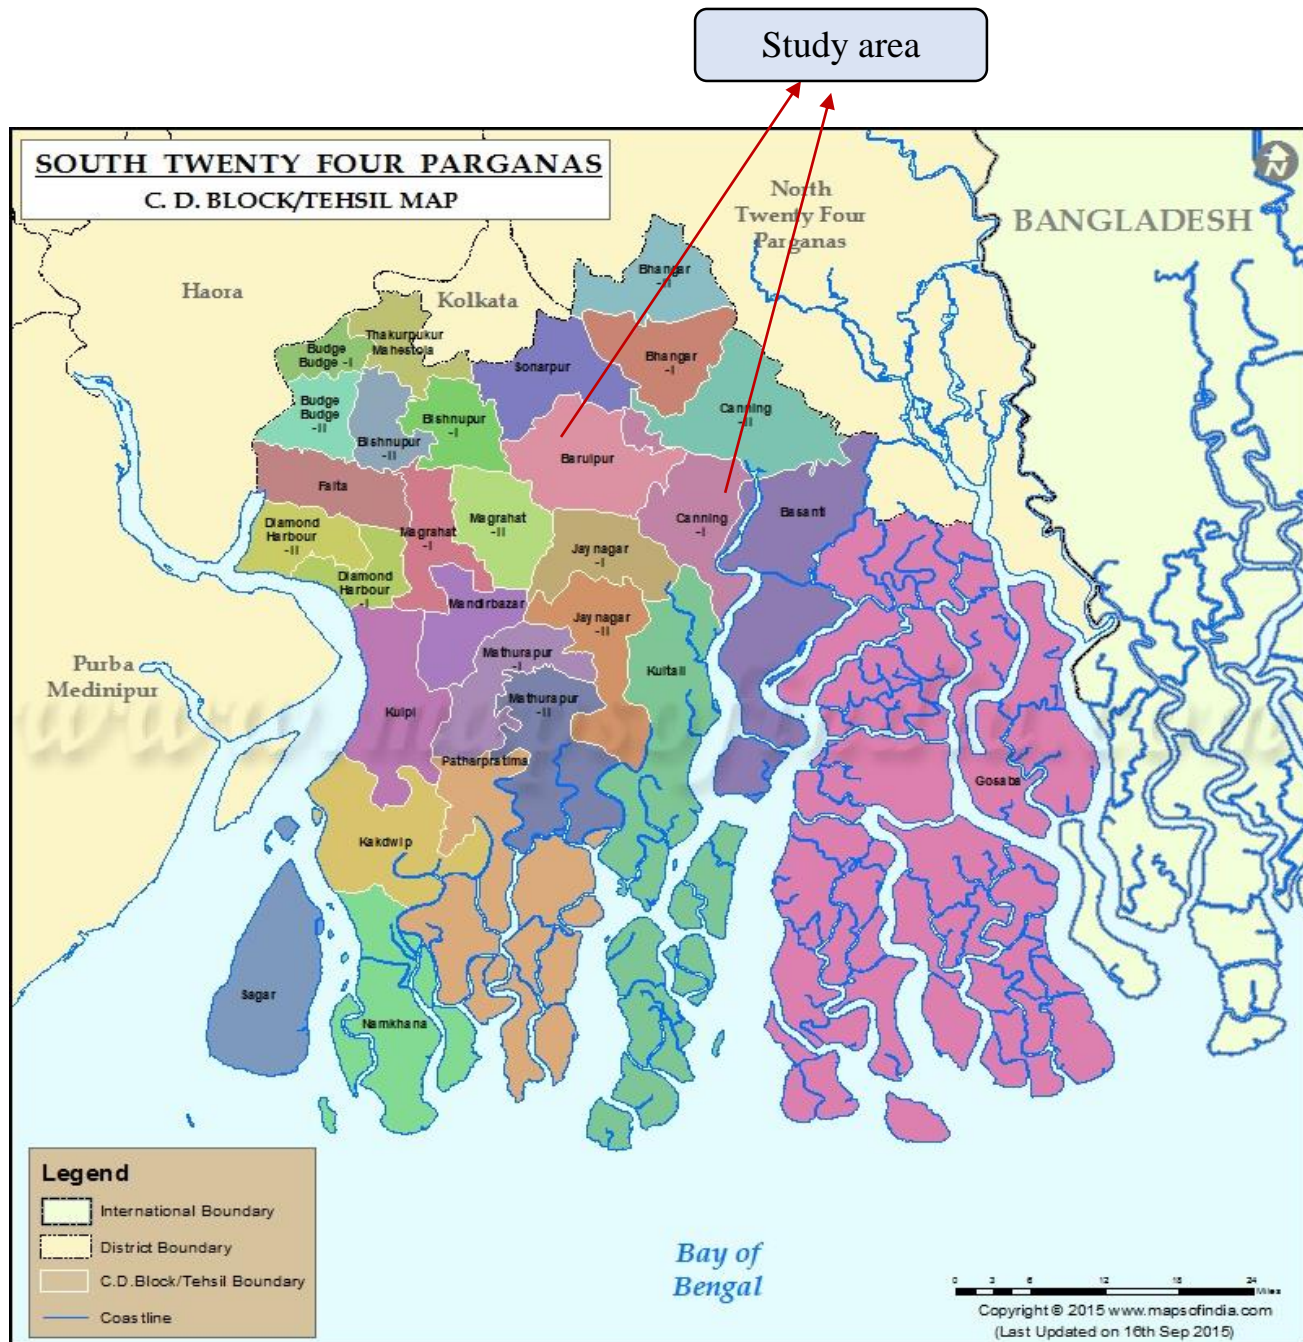 Study area
SOUTH TWENTY FOUR PARGANAS
C. D. BLOCK/TEHSIL MAP
North
Twenty Four
Parganas
BANGLADESH
Haora
Kolkata
Bhangar
-II
Thakurpukur
Mahestola
Budge
Budge -I
Sonarpur
Bhangar
-I
Budge
Budge
-II
Bishnupur
-I
Canning
-II
Bishnupur
-II
Baruipur
Falta
Magrahat
-I
Magrahat
-II
Canning
-I
Basanti
Diamond
Harbour
-II
Jaynagar
-I
Diamond
Harbour
-I
Mandirbazar
Jaynagar
-II
Purba
Medinipur
Mathurapur
-I
Kultali
Mathurapur
-II
Kulpi
www.mapsofindia.com
Patharpratima
Gosaba
Kakdwip
Sagar
Namkhana
Legend
International Boundary
District Boundary
C.D.Block/Tehsil Boundary
Coastline
Bay of
Bengal
N
0 3 6 12 18 24
Miles
Copyright © 2015 www.mapsofindia.com
(Last Updated on 16th Sep 2015)